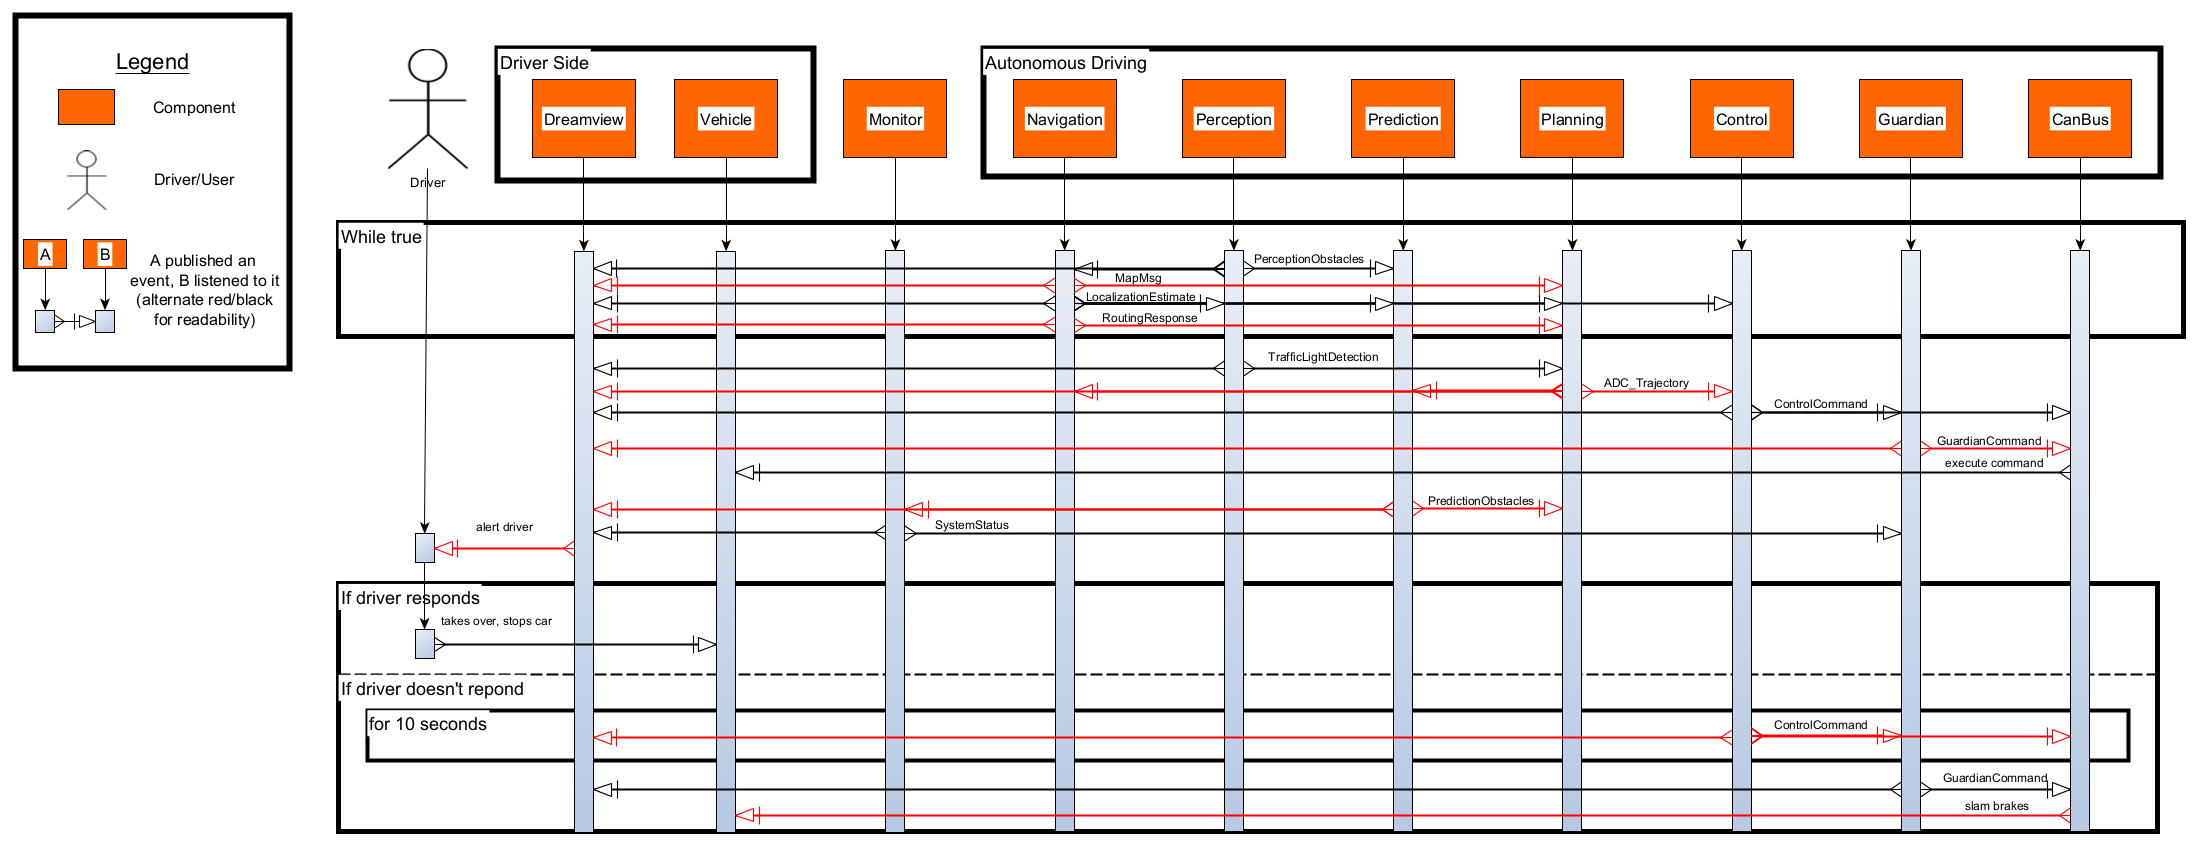 Legend
Component
Driver/User
A
B
A published an
event, B listened to it
(alternate red/black
for readability)
Driver
Driver Side
Dreamview
Vehicle
Monitor
Autonomous Driving
Navigation
Perception
Prediction
Planning
Control
Guardian
CanBus
While true
PerceptionObstacles
MapMsg
LocalizationEstimate
RoutingResponse
TrafficLightDetection
ADC_Trajectory
ControlCommand
GuardianCommand
execute command
PredictionObstacles
SystemStatus
alert driver
If driver responds
takes over, stops car
If driver doesn't repond
for 10 seconds
ControlCommand
GuardianCommand
slam brakes